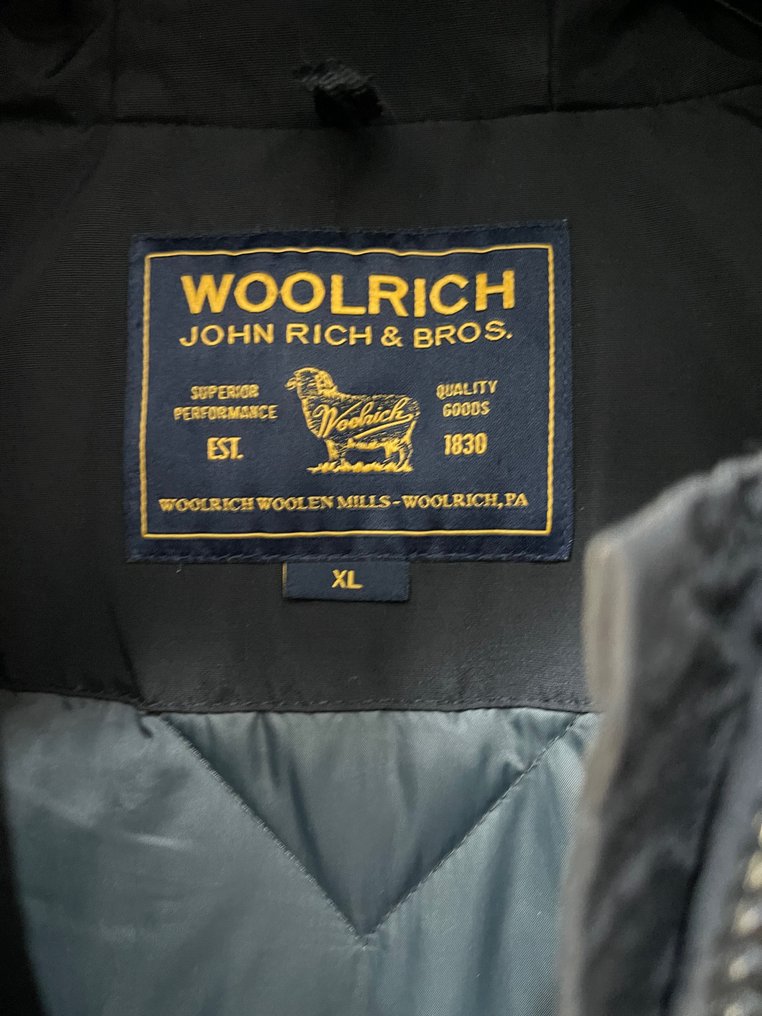 WOOLRICH
JOHN RICH & BROS.
SUPERIOR
PERFORMANCE
EST.
Woolrich
QUALITY
GOODS
1830
WOOLRICH WOOLEN MILLS-WOOLRICH, PA
XL